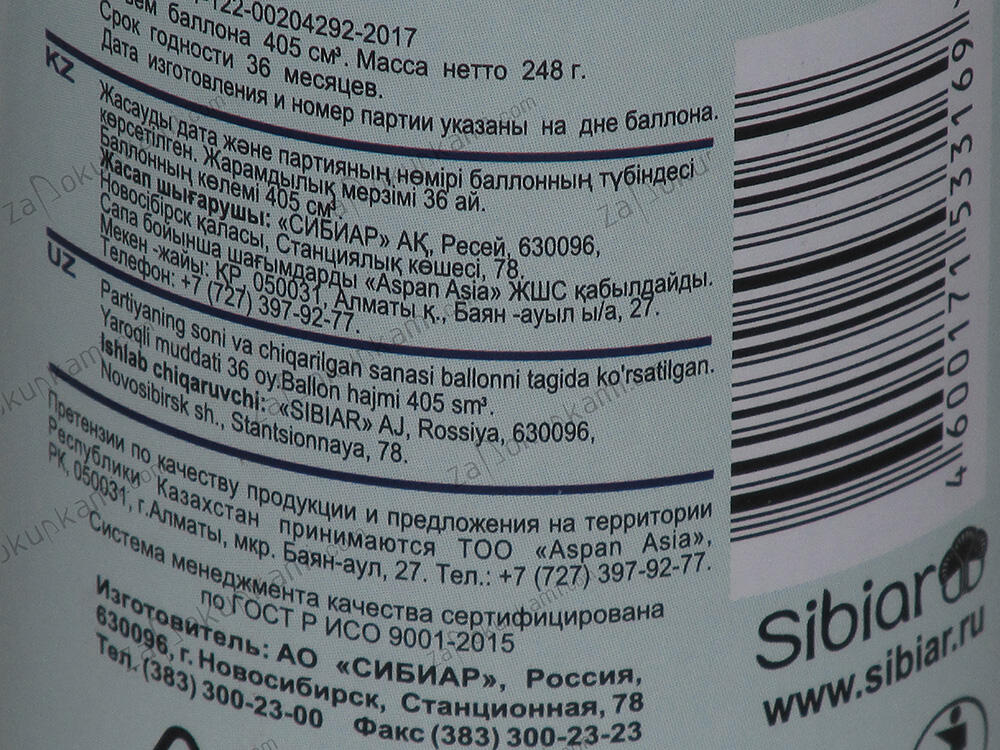 -122-00204292-2017
баллона 405 см³. Масса нетто 248 г.
Срок годности 36 месяцев.
Дата изготовления и номер партии указаны на дне баллона.
KZ
Жасауды дата және партияның нөмірі баллонның түбіндесі
көрсетілген. Жарамдылық мерзімі 36 ай.
Баллонның көлемі 405 см³.
Жасап шығарушы: «СИБИАР» АҚ, Ресей, 630096,
Новосібірск қаласы, Станциялық көшесі, 78.
Сапа бойынша шағымдарды «Aspan Asia» ЖШС қабылдайды.
Мекен -жайы: ҚР, 050031, Алматы қ., Баян -ауыл ы/а, 27.
Телефон: +7 (727) 397-92-77.
UZ
Partiyaning soni va chiqarilgan sanasi ballonni tagida ko'rsatilgan.
Yaroqli muddati 36 oy.Ballon hajmi 405 sm³.
Ishlab chiqaruvchi: «SIBIAR» AJ, Rossiya, 630096,
Novosibirsk sh., Stantsionnaya, 78.
Претензии по качеству продукции и предложения на территории
Республики Казахстан принимаются ТОО «Aspan Asia»,
РК, 050031, г.Алматы, мкр. Баян-аул, 27. Тел.: +7 (727) 397-92-77.
Система менеджмента качества сертифицирована
по ГОСТ Р ИСО 9001-2015
Изготовитель: АО «СИБИАР», Россия,
630096, г. Новосибирск, Станционная, 78
Тел. (383) 300-23-00 Факс (383) 300-23-23
4 600171 533169
Sibiar
www.sibiar.ru